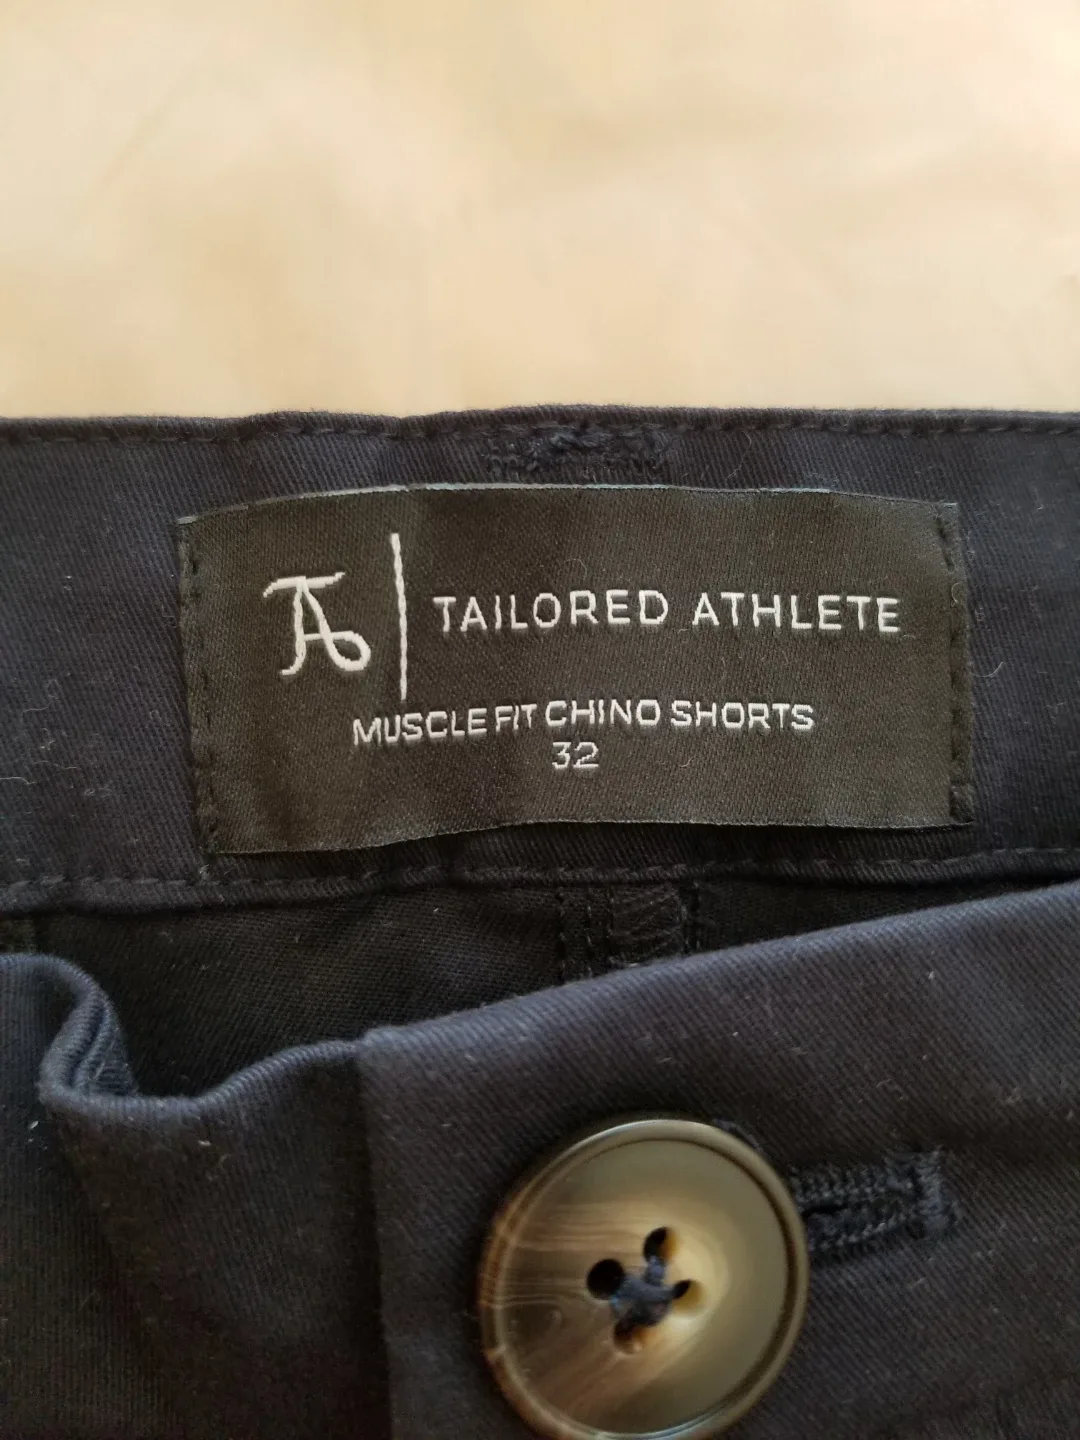 TA
TAILORED ATHLETE
MUSCLE FIT CHINO SHORTS
32